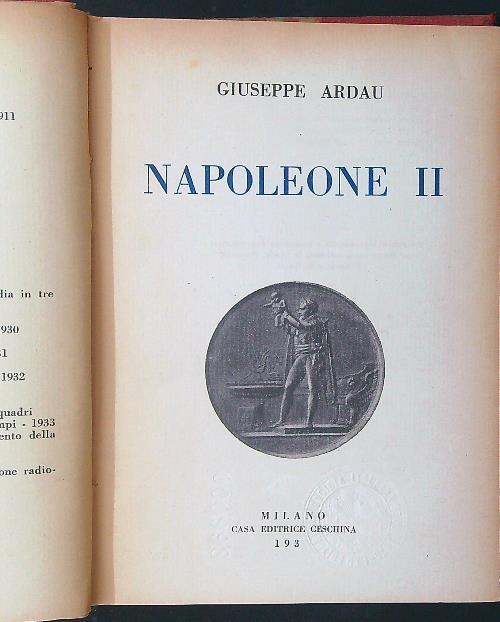 911
dia in tre
930
31
1932
quadri
mpi - 1933
ento della
one radio-
GIUSEPPE ARDAU
NAPOLEONE II
MILANO
CASA EDITRICE CESCHINA
193